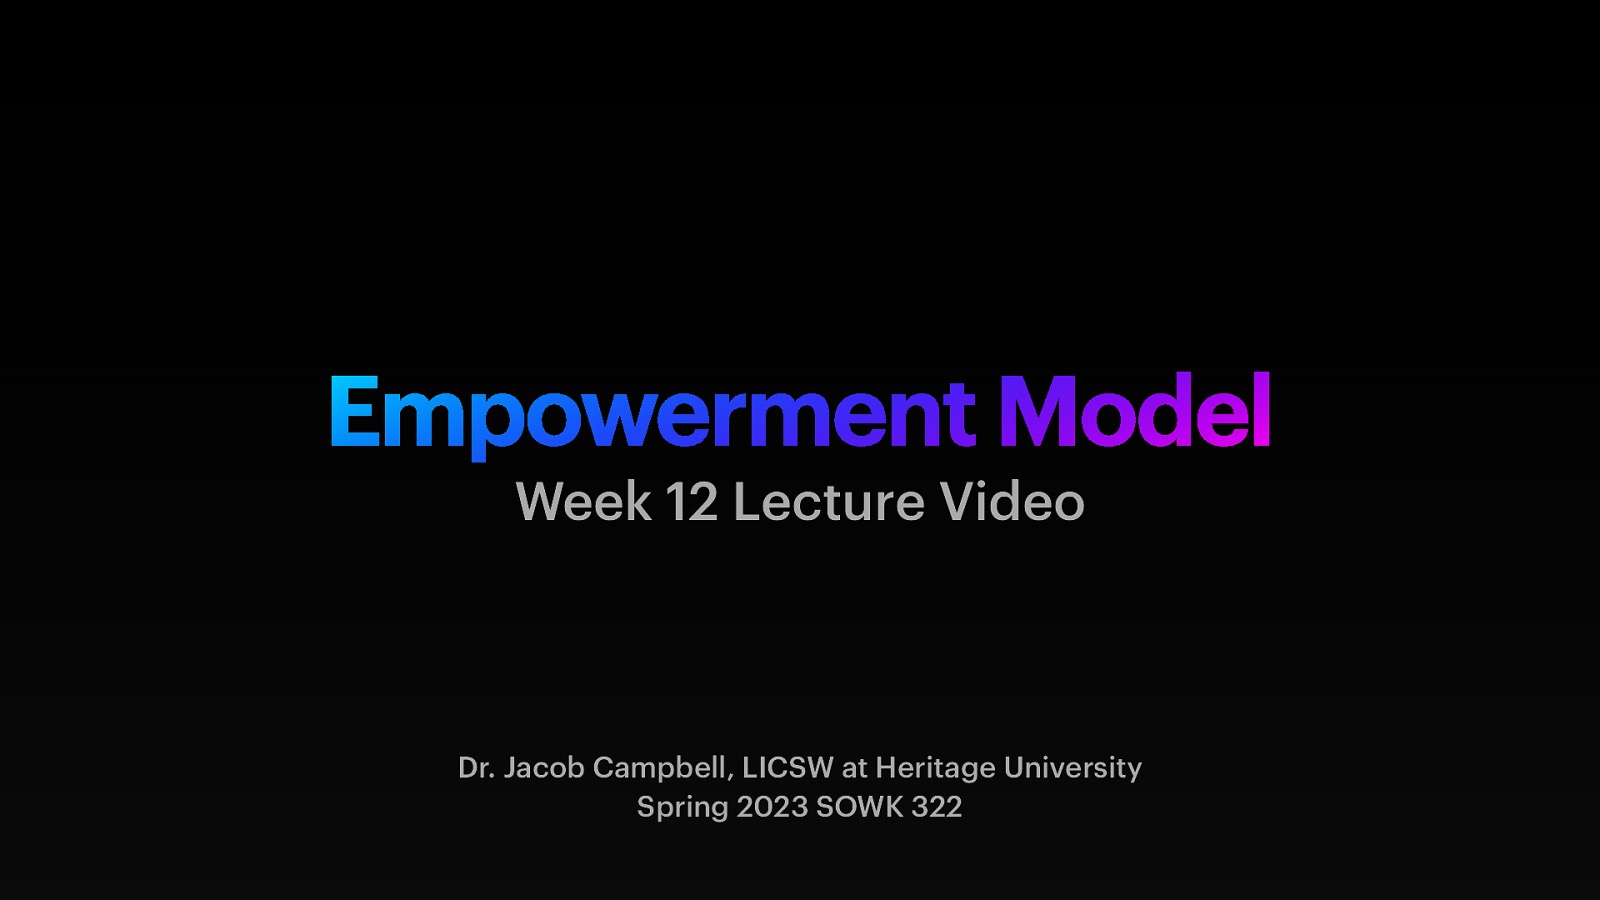 Empowerment Model
Week 12 Lecture Video
Dr. Jacob Campbell, LICSW at Heritage University
Spring 2023 SOWK 322